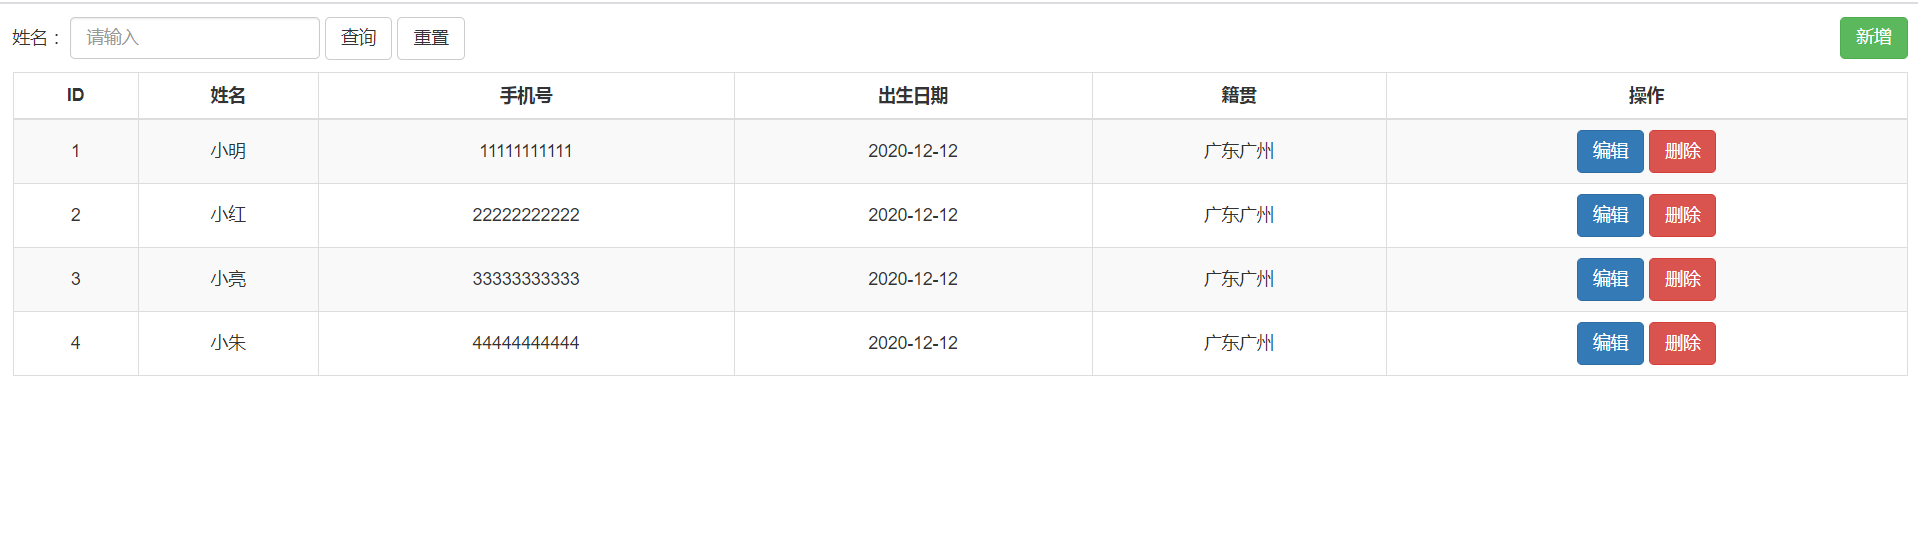 姓名： 请输入 查询 重置 新增
ID 姓名 手机号 出生日期 籍贯 操作
1 小明 11111111111 2020-12-12 广东广州 编辑 删除
2 小红 22222222222 2020-12-12 广东广州 编辑 删除
3 小亮 33333333333 2020-12-12 广东广州 编辑 删除
4 小朱 44444444444 2020-12-12 广东广州 编辑 删除